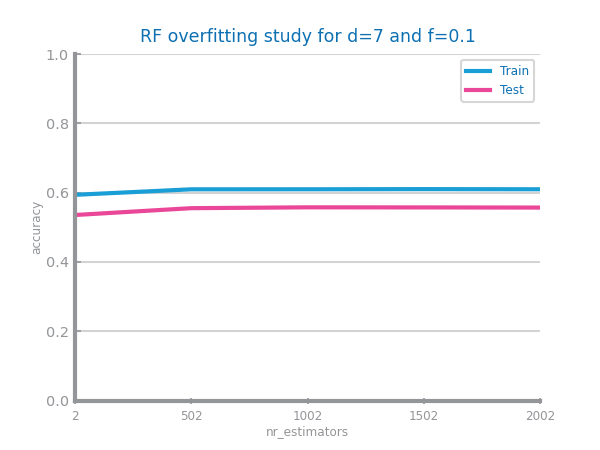 RF overfitting study for d=7 and f=0.1
1.0
0.8
0.6
0.4
0.2
0.0
accuracy
Train
Test
2 502 1002 1502 2002
nr_estimators